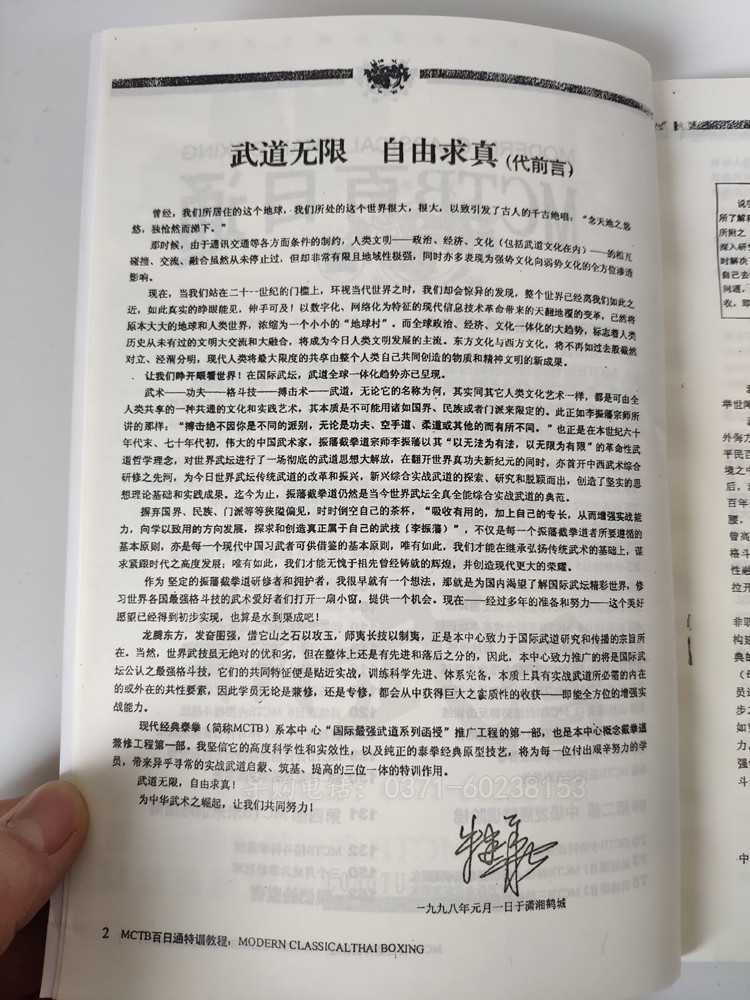 武道无限 自由求真(代前言)
曾经,我们所居住的这个地球,我们所处的这个世界很大,很大,以致引发了古人的千古绝唱:“念天地之悠
悠,独怆然而涕下。”
那时候,由于通讯交通等各方面条件的制约,人类文明——政治、经济、文化(包括武道文化在内)——的相互
碰撞、交流、融合虽然从未停止过,但却非常有限且地域性极强,同时亦多表现为强势文化向弱势文化的全方位渗透
影响。
现在,当我们站在二十一世纪的门槛上,环视当代世界之时,我们却会惊异的发现,整个世界已经离我们如此之
近,如此真实的睁眼能见,伸手可及!以数字化、网络化为特征的现代信息技术革命带来的天翻地覆的变革,已然将
原本大大的地球和人类世界,浓缩为一个小小的“地球村”。而全球政治、经济、文化一体化的大趋势,标志着人类
历史从未有过的文明大交流和大融合,将成为今日人类文明发展的主流。东方文化与西方文化,将不再如过去般截然
对立、泾渭分明,现代人类将最大限度的共享由整个人类自己共同创造的物质和精神文明的新成果。
让我们睁开眼看世界!在国际武坛,武道全球一体化趋势亦已呈现。
武术——功夫——格斗技——搏击术——武道,无论它的名称为何,其实同其它人类文化艺术一样,都是可由全
人类共享的一种共通的文化和实践艺术,其本质是不可能用诸如国界、民族或者门派来限定的。此正如李振藩宗师所
讲的那样:“搏击绝不因你是不同的派别,无论是功夫、空手道、柔道或其他的而有所不同。”也正是在本世纪六十
年代末、七十年代初,伟大的中国武术家,振藩截拳道宗师李振藩以其“以无法为有法,以无限为有限”的革命性武
道哲学理念,对世界武坛进行了一场彻底的武道思想大解放,在翻开世界真功夫新纪元的同时,亦首开中西武术综合
研修之先河,为今日世界武坛传统武道的改革和振兴,新兴综合实战武道的探索、研究和脱颖而出,创造了坚实的思
想理论基础和实践成果。迄今为止,振藩截拳道仍然是当今世界武坛全真全能综合实战武道的典范。
摒弃国界、民族、门派等等狭隘偏见,时时倒空自己的茶杯,“吸收有用的,加上自己的专长,从而增强实战能
力,向学以致用的方向发展,探求和创造真正属于自己的武技(李振藩)”,不仅是每一个振藩截拳道者所要遵循的
基本原则,亦是每一个现代中国习武者可供借鉴的基本原则,唯有如此,我们才能在继承弘扬传统武术的基础上,谋
求紧跟时代之高度发展;唯有如此,我们才能无愧于祖先曾经铸就的辉煌,并创造现代更大的荣耀。
作为 坚定的振藩截拳道研修者和拥护者,我很早就有一个想法,那就是为国内渴望了解国际武坛精彩世界,修
习世界各国最强格斗技的武术爱好者们打开一扇小窗,提供一个机会。现在——经过多年的准备和努力——这个美好
愿望已经得到初步实现,也算是水到渠成吧!
龙腾东方,发奋图强,借它山之石以攻玉,师夷长技以制夷,正是本中心致力于国际武道研究和传播的宗旨所
在。当然,世界武技虽无绝对的优和劣,但在整体上还是有先进和落后之分的,因此,本中心致力推广的将是国际武
坛公认之最强格斗技,它们的共同特征便是贴近实战,训练科学先进、体系完备,本质上具有实战武道所必需的内在
的或外在的共性要素,因此学员无论是兼修,还是专修,都会从中获得巨大之实质性的收获——即能全方位的增强实
战能力。
现代经典泰拳(简称MCTB)系本中心“国际最强武道系列函授”推广工程的第一部,也是本中心概念截拳道
兼修工程第一部。我坚信它的高度科学性和实效性,以及纯正的泰拳经典原型技艺,将为每一位付出艰辛努力的学
员,带来异乎寻常的实战武道启蒙、筑基、提高的三位一体的特训作用。
武道无限,自由求真!
为中华武术之崛起,让我们共同努力!
导购电话:0371-60238153
一九九八年元月一日于潇湘鹤城
2 MCTB百日通特训教程:MODERN CLASSICALTHAI BOXING